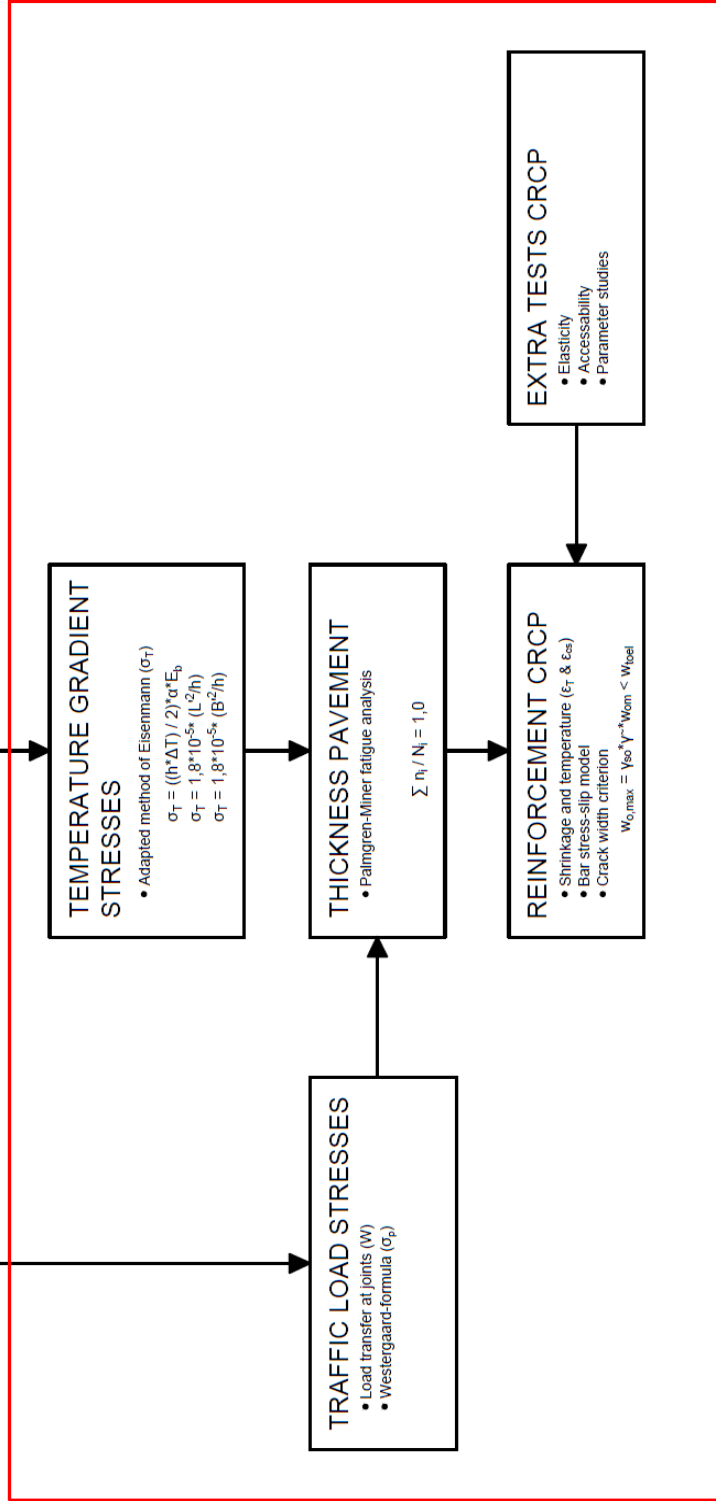 TEMPERATURE GRADIENT
STRESSES
• Adapted method of Eisenmann (σT)
σT = ((h*ΔT) / 2)*α*Eb
σT = 1,8*10-5* (L'2/h)
σT = 1,8*10-5* (B'2/h)
TRAFFIC LOAD STRESSES
• Load transfer at joints (W)
• Westergaard-formula (σp)
THICKNESS PAVEMENT
• Palmgren-Miner fatigue analysis
∑ ni / Ni = 1,0
REINFORCEMENT CRCP
• Shrinkage and temperature (εT & εcs)
• Bar stress-slip model
• Crack width criterion
wo,max = γso*γ~*wom < wtoel
EXTRA TESTS CRCP
• Elasticity
• Accessability
• Parameter studies